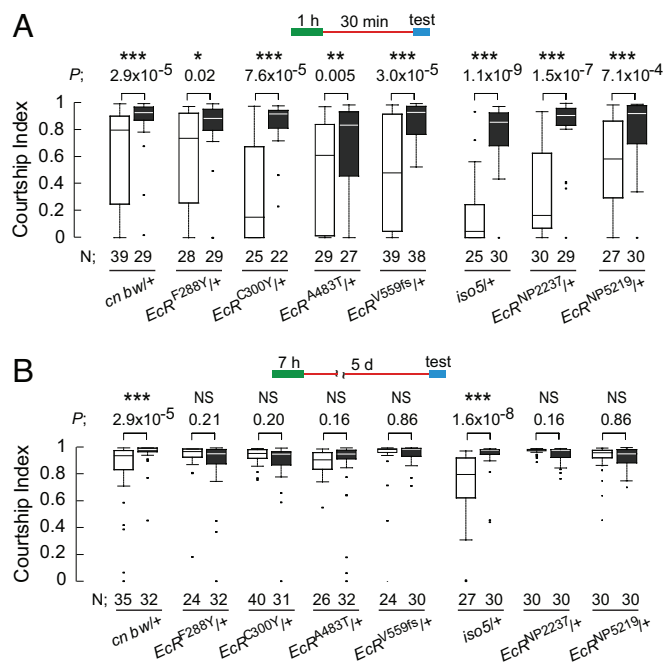 A
1 h 30 min test
*** * *** ** *** *** *** ***
P; 2.9x10-5 0.02 7.6x10-5 0.005 3.0x10-5 1.1x10-9 1.5x10-7 7.1x10-4
Courtship Index
1
0.8
0.6
0.4
0.2
0
N; 39 29 28 29 25 22 29 27 39 38 25 30 30 29 27 30
cn bw/+ EcRF288Y/+ EcRC300Y/+ EcRA483T/+ EcRV559fs/+ iso5/+ EcRNP2237/+ EcRNP5219/+
B
7 h 5 d test
*** NS NS NS NS *** NS NS
P; 2.9x10-5 0.21 0.20 0.16 0.86 1.6x10-8 0.16 0.86
Courtship Index
1
0.8
0.6
0.4
0.2
0
N; 35 32 24 32 40 31 26 32 24 30 27 30 30 30 30 30
cn bw/+ EcRF288Y/+ EcRC300Y/+ EcRA483T/+ EcRV559fs/+ iso5/+ EcRNP2237/+ EcRNP5219/+